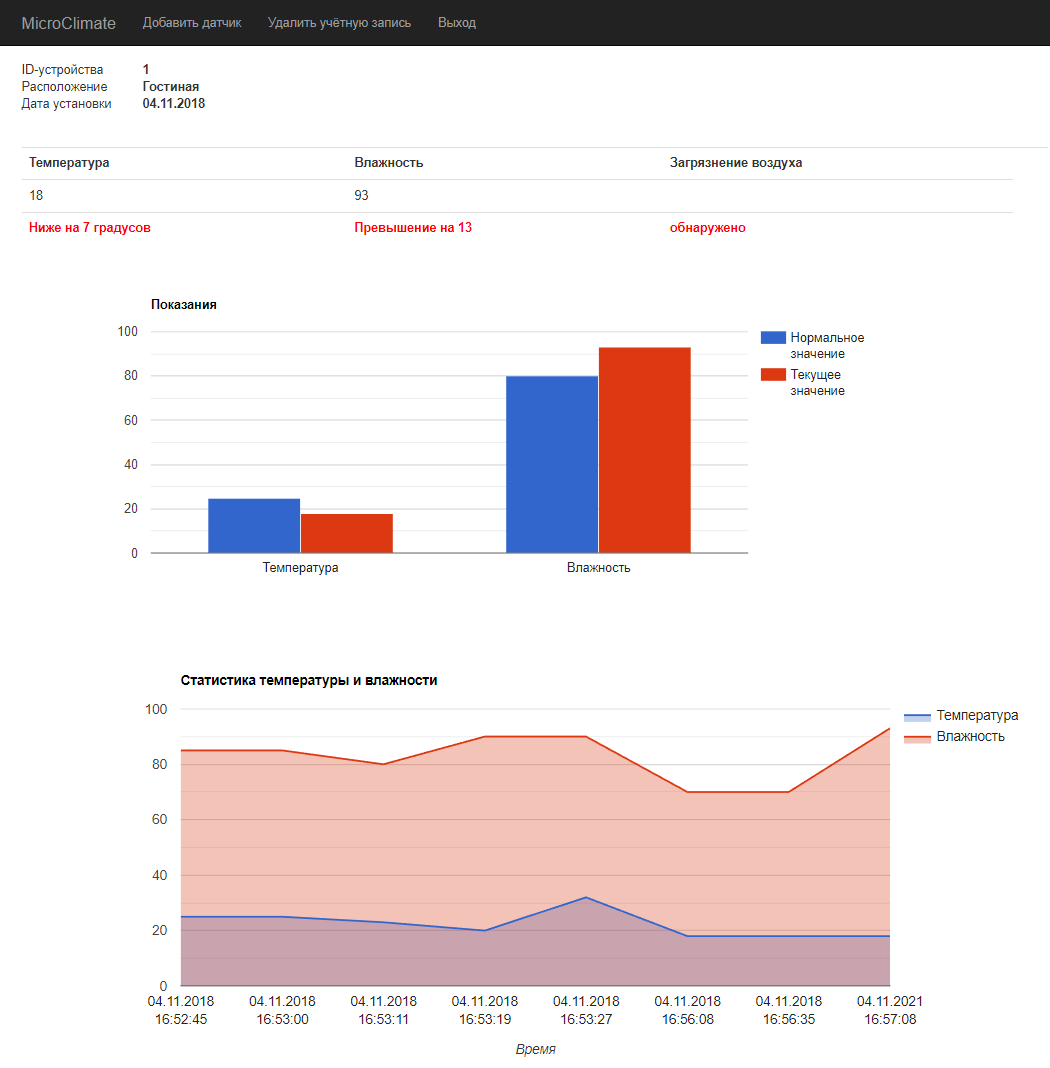 MicroClimate Добавить датчик Удалить учётную запись Выход
ID-устройства 1
Расположение Гостиная
Дата установки 04.11.2018
Температура Влажность Загрязнение воздуха
18 93
Ниже на 7 градусов Превышение на 13 обнаружено
Показания
100
80
60
40
20
0
Температура Влажность
Нормальное
значение
Текущее
значение
Статистика температуры и влажности
100
80
60
40
20
0
Температура
Влажность
04.11.2018 04.11.2018 04.11.2018 04.11.2018 04.11.2018 04.11.2018 04.11.2018 04.11.2021
16:52:45 16:53:00 16:53:11 16:53:19 16:53:27 16:56:08 16:56:35 16:57:08
Время